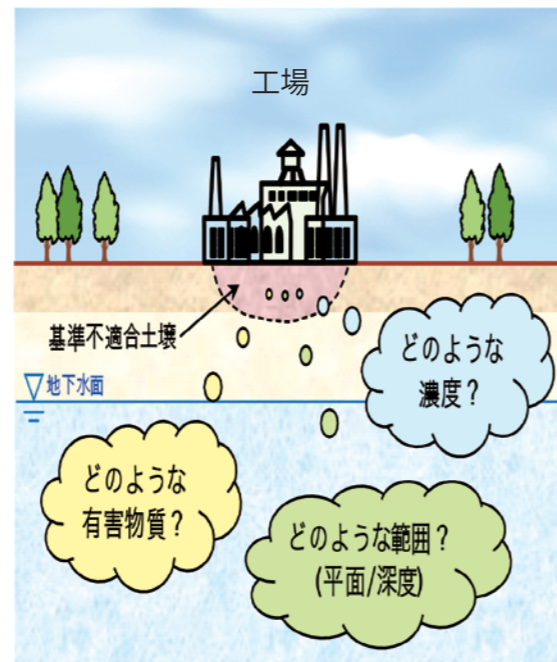 工場
基準不適合土壌
どのような
濃度？
地下水面
どのような
有害物質？
どのような範囲？
(平面/深度)